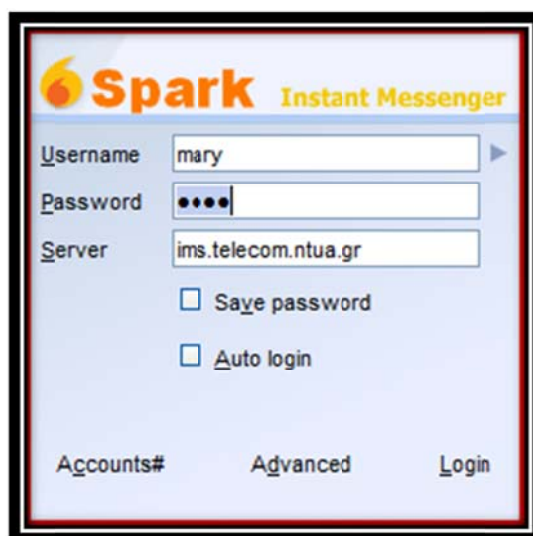 Spark Instant Messenger
Username mary
Password ••••
Server ims.telecom.ntua.gr
Save password
Auto login
Accounts# Advanced Login